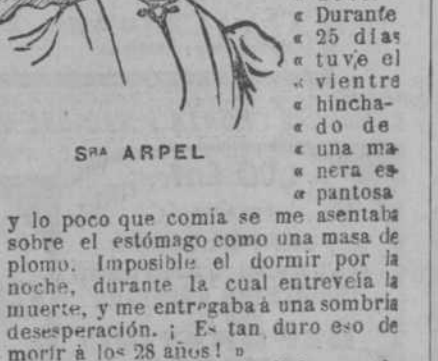 « Durante
« 25 dias
« tuve el
« vientre
« hincha-
« do de
« una ma-
« nera es-
« pantosa
SRA ARPEL
y lo poco que comia se me asentaba
sobre el estómago como una masa de
plomo. Imposible el dormir por la
noche, durante la cual entreveía la
muerte, y me entregaba à una sombria
desesperación. ¡ Es tan duro eso de
morir à los 28 años! »